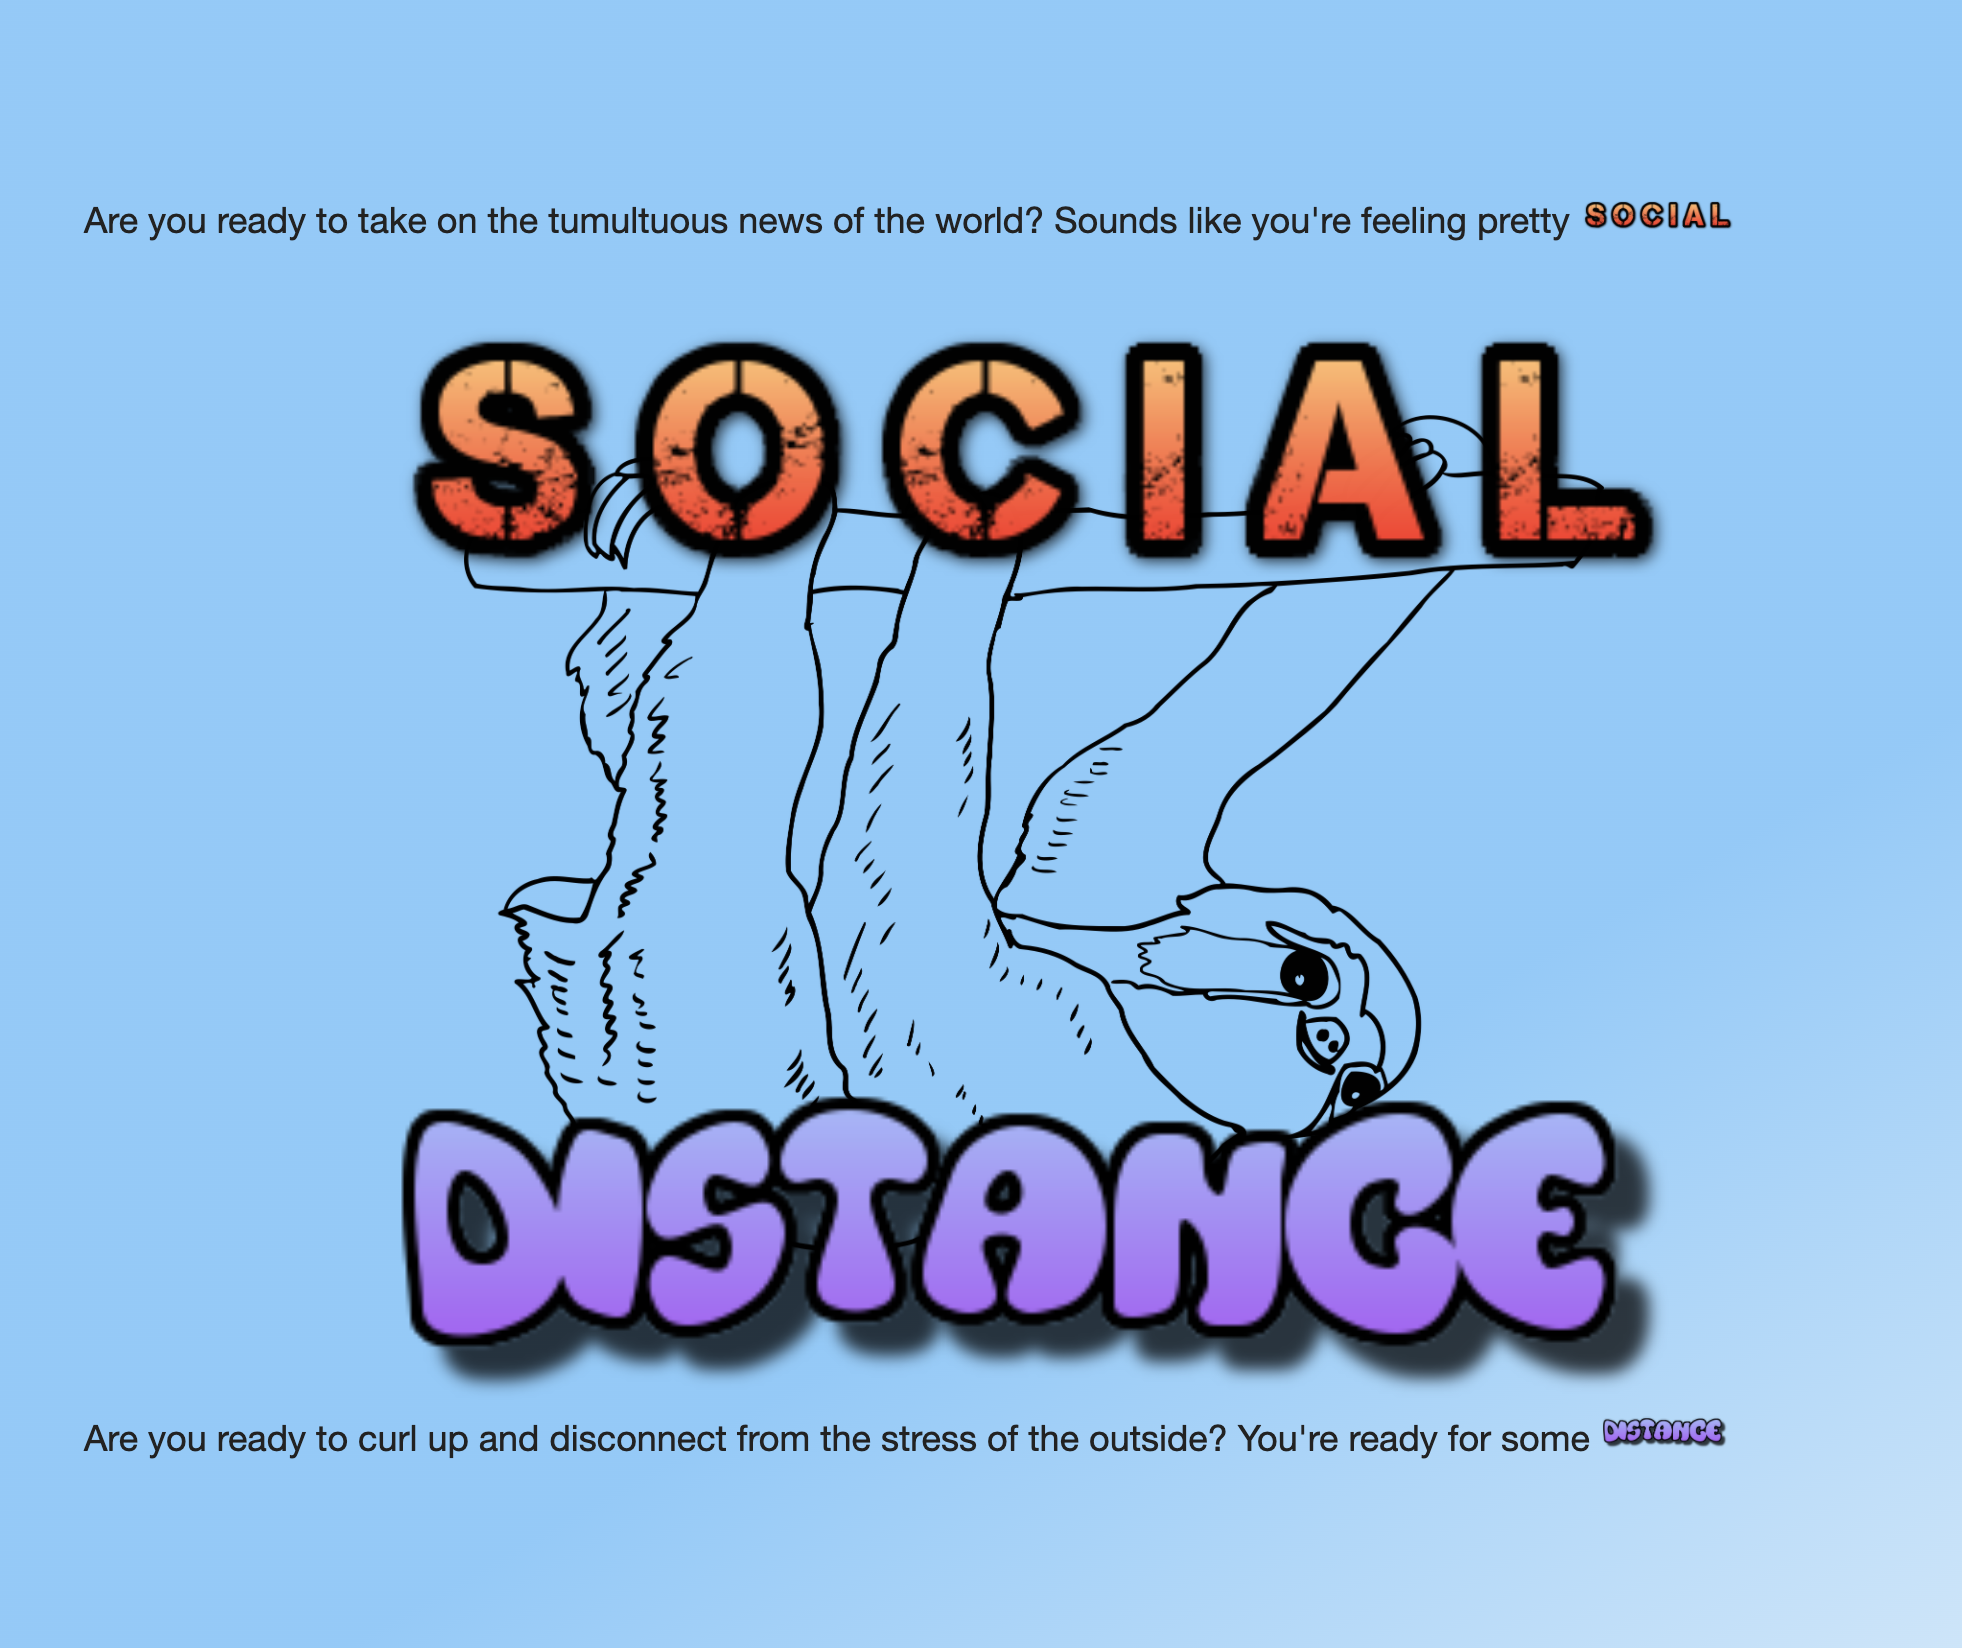 Are you ready to take on the tumultuous news of the world? Sounds like you're feeling pretty SOCIAL
SOCIAL
DISTANCE
Are you ready to curl up and disconnect from the stress of the outside? You're ready for some DISTANCE